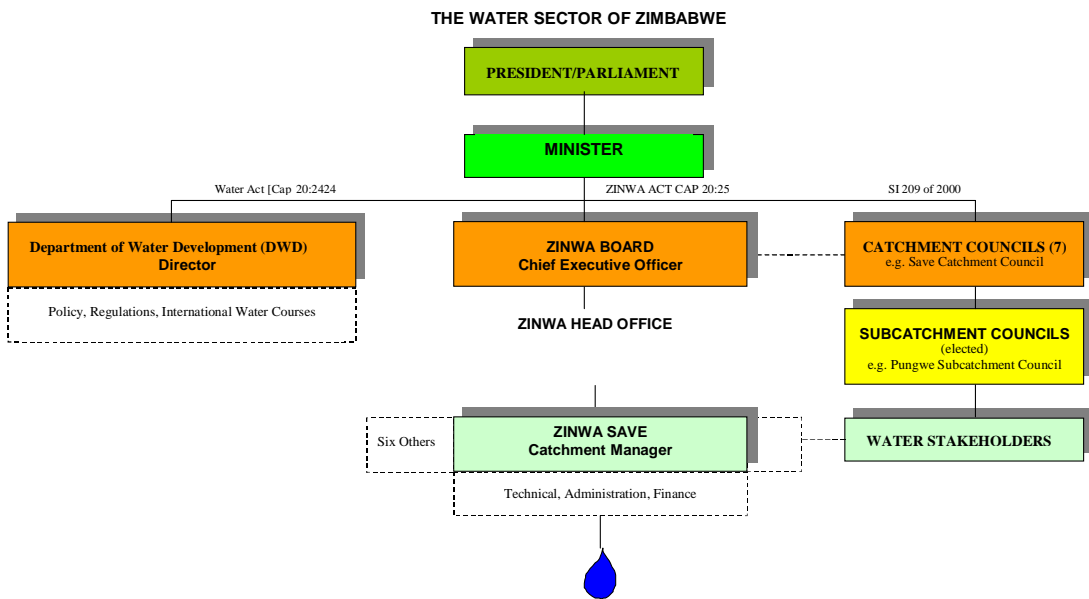 THE WATER SECTOR OF ZIMBABWE
PRESIDENT/PARLIAMENT
MINISTER
Water Act [Cap 20:2424
ZINWA ACT CAP 20:25
SI 209 of 2000
Department of Water Development (DWD)
Director
Policy, Regulations, International Water Courses
ZINWA BOARD
Chief Executive Officer
CATCHMENT COUNCILS (7)
e.g. Save Catchment Council
ZINWA HEAD OFFICE
SUBCATCHMENT COUNCILS
(elected)
e.g. Pungwe Subcatchment Council
Six Others
ZINWA SAVE
Catchment Manager
WATER STAKEHOLDERS
Technical, Administration, Finance